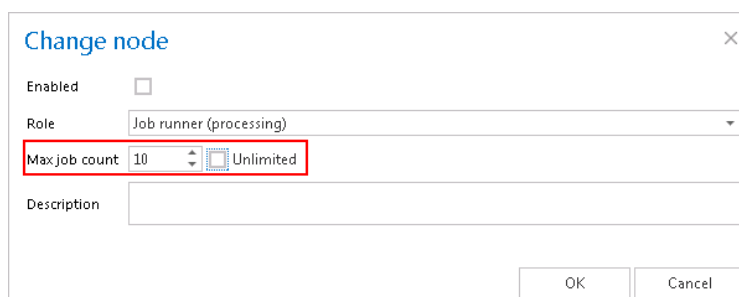 Change node
Enabled
Role Job runner (processing)
Max job count 10 Unlimited
Description
OK Cancel